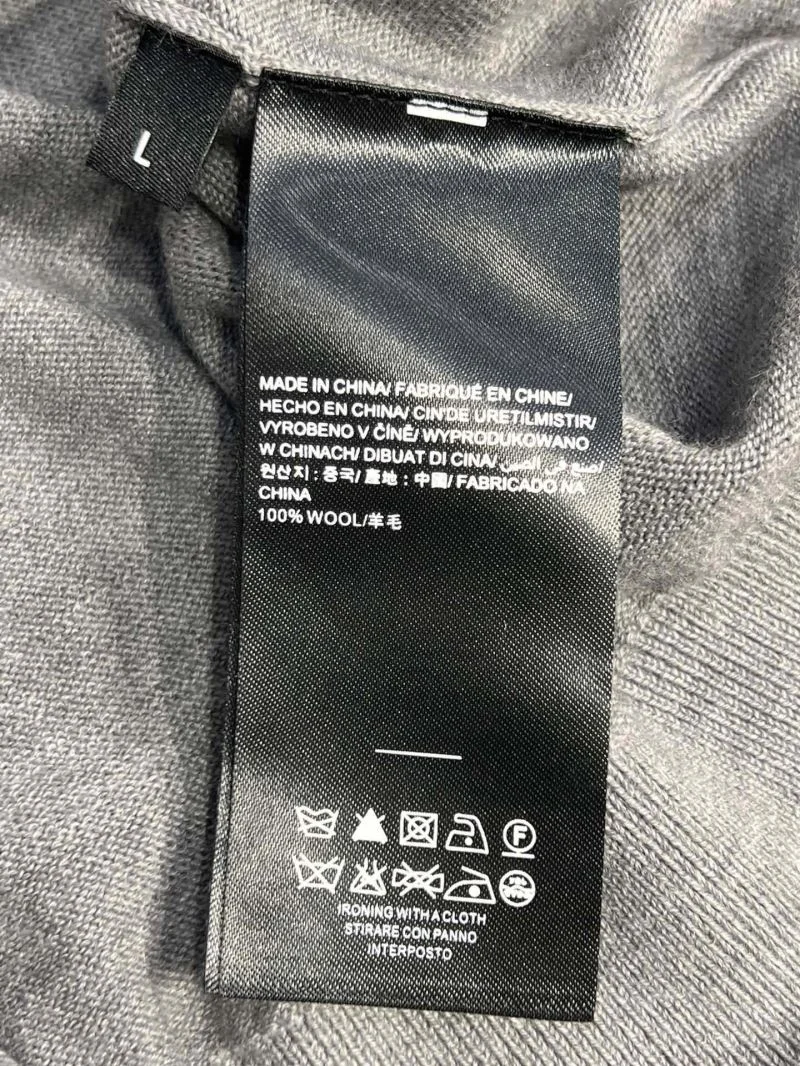 L
MADE IN CHINA/ FABRIQUÉ EN CHINE/
HECHO EN CHINA/ CIN'DE URETILMISTIR/
VYROBENO V ČÍNĚ/ WYPRODUKOWANO
W CHINACH/ DIBUAT DI CINA/ صنع في الصين/
원산지 : 중국/ 產地 : 中國/ FABRICADO NA
CHINA
100% WOOL/羊毛
F
IRONING WITH A CLOTH
STIRARE CON PANNO
INTERPOSTO